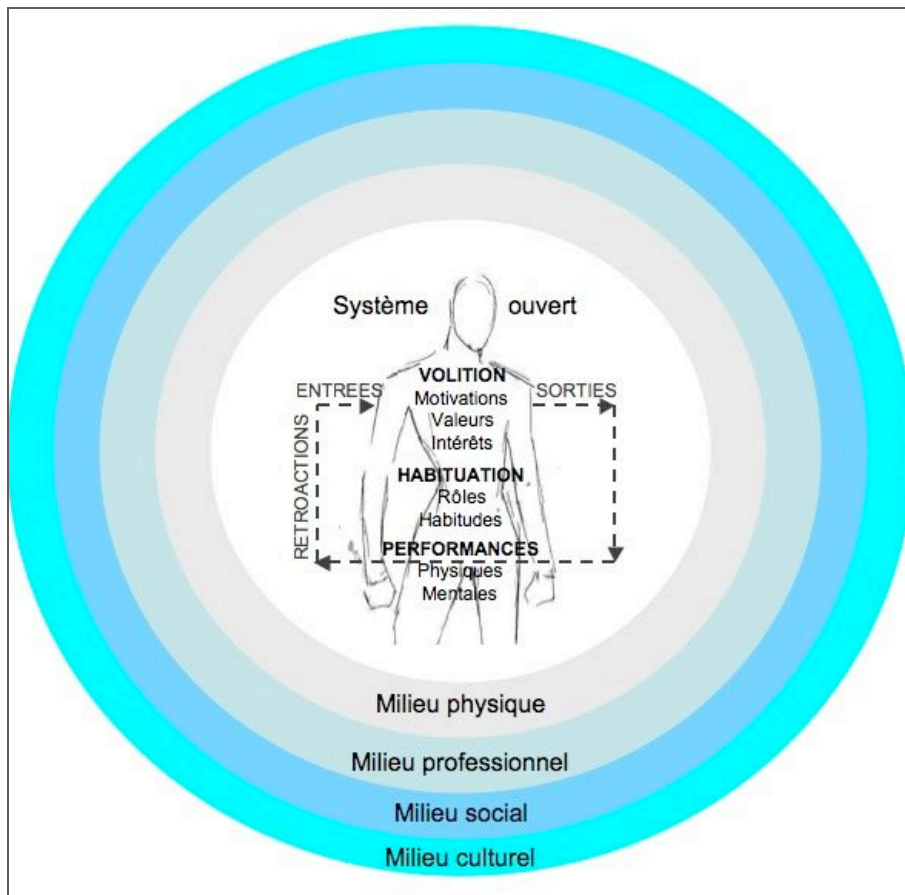 Système ouvert
VOLITION
ENTREES SORTIES
Motivations
Valeurs
Intérêts
RETROACTIONS
HABITUATION
Rôles
Habitudes
PERFORMANCES
Physiques
Mentales
Milieu physique
Milieu professionnel
Milieu social
Milieu culturel